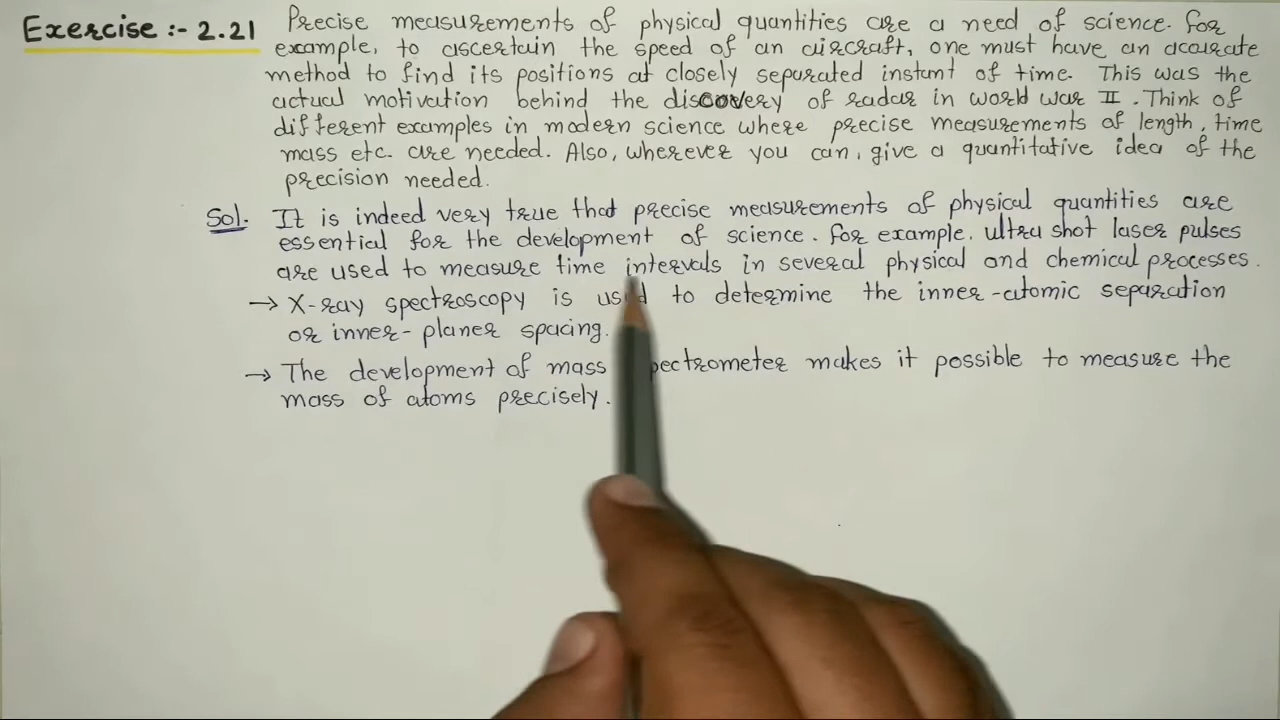 Exercise :- 2.21
Precise measurements of physical quantities are a need of science. For
example, to ascertain the speed of an aircraft, one must have an accurate
method to find its positions at closely separated instant of time. This was the
actual motivation behind the discovery of radar in world war II. Think of
different examples in modern science where precise measurements of length, time
mass etc. are needed. Also, wherever you can, give a quantitative idea of the
precision needed.
Sol. It is indeed very true that precise measurements of physical quantities are
essential for the development of science. For example, ultra shot laser pulses
are used to measure time intervals in several physical and chemical processes.
→ X-ray spectroscopy is used to determine the inner-atomic separation
or inner-planer spacing.
→ The development of mass spectrometer makes it possible to measure the
mass of atoms precisely.